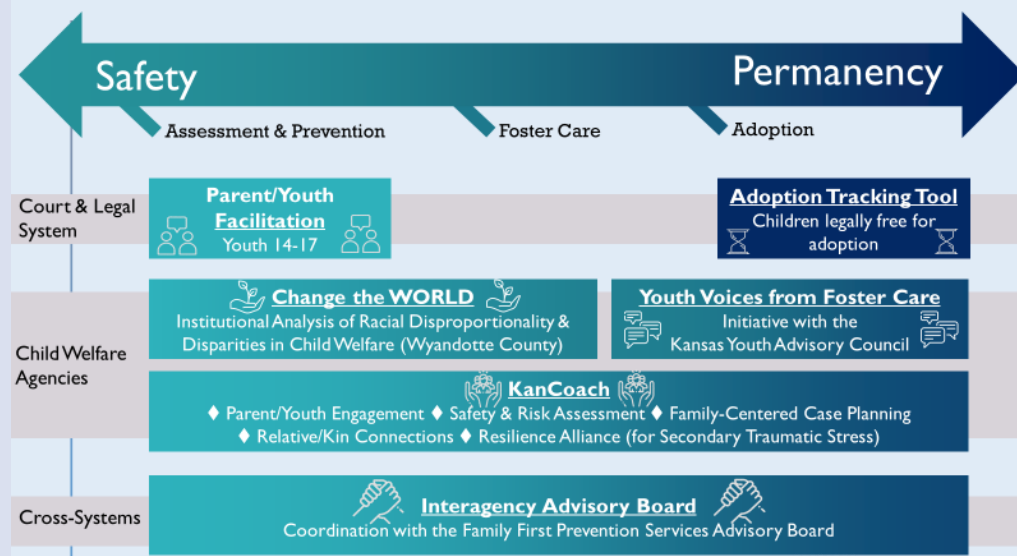 Safety
Permanency
Assessment & Prevention
Foster Care
Adoption
Court & Legal
System
Parent/Youth
Facilitation
Youth 14-17
Adoption Tracking Tool
Children legally free for
adoption
Child Welfare
Agencies
Change the WORLD
Institutional Analysis of Racial Disproportionality &
Disparities in Child Welfare (Wyandotte County)
Youth Voices from Foster Care
Initiative with the
Kansas Youth Advisory Council
KanCoach
♦ Parent/Youth Engagement ♦ Safety & Risk Assessment ♦ Family-Centered Case Planning
♦ Relative/Kin Connections ♦ Resilience Alliance (for Secondary Traumatic Stress)
Cross-Systems
Interagency Advisory Board
Coordination with the Family First Prevention Services Advisory Board